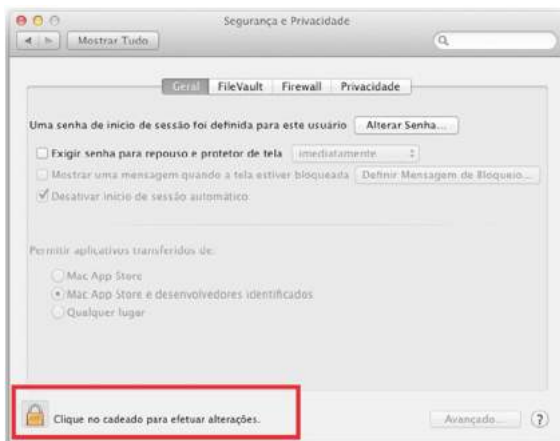 Segurança e Privacidade
Mostrar Tudo
Geral FileVault Firewall Privacidade
Uma senha de início de sessão foi definida para este usuário Alterar Senha...
Exigir senha para repouso e protetor de tela imediatamente
Mostrar uma mensagem quando a tela estiver bloqueada Definir Mensagem de Bloqueio...
Desativar início de sessão automático
Permitir aplicativos transferidos de:
Mac App Store
Mac App Store e desenvolvedores identificados
Qualquer lugar
Clique no cadeado para efetuar alterações.
Avançado... ?